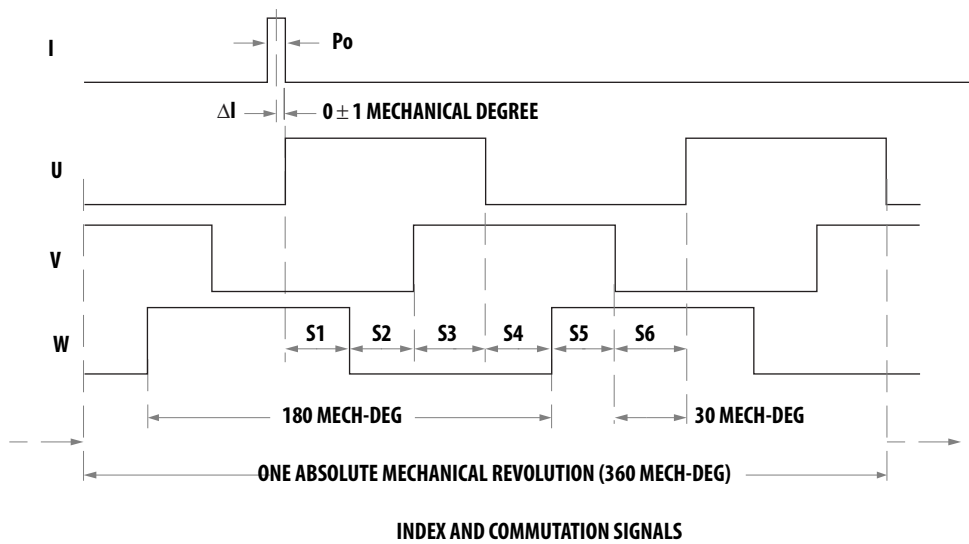 I
Po
ΔI
0 ± 1 MECHANICAL DEGREE
U
V
W
S1 S2 S3 S4 S5 S6
180 MECH-DEG 30 MECH-DEG
ONE ABSOLUTE MECHANICAL REVOLUTION (360 MECH-DEG)
INDEX AND COMMUTATION SIGNALS